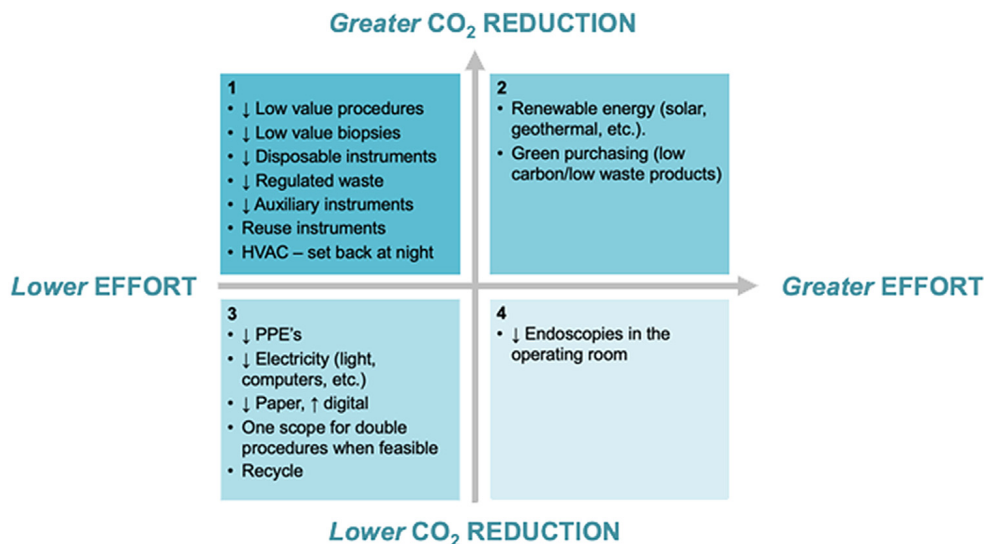 Greater CO₂ REDUCTION
1
• ↓ Low value procedures
• ↓ Low value biopsies
• ↓ Disposable instruments
• ↓ Regulated waste
• ↓ Auxiliary instruments
• Reuse instruments
• HVAC – set back at night
2
• Renewable energy (solar,
geothermal, etc.).
• Green purchasing (low
carbon/low waste products)
Lower EFFORT
Greater EFFORT
3
• ↓ PPE's
• ↓ Electricity (light,
computers, etc.)
• ↓ Paper, ↑ digital
• One scope for double
procedures when feasible
• Recycle
4
• ↓ Endoscopies in the
operating room
Lower CO₂ REDUCTION